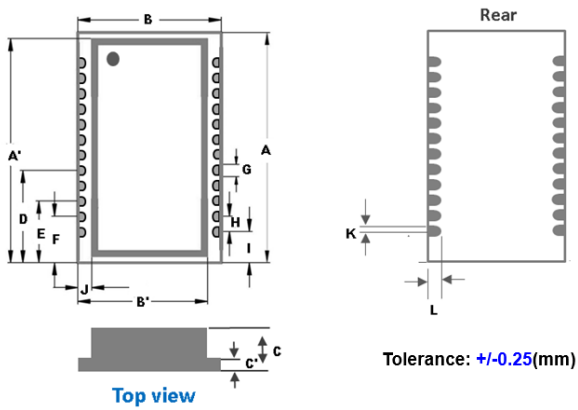 B
Rear
A'
A
G
D
E
F
H
I
K
J
B'
L
C
C'
Tolerance: +/-0.25(mm)
Top view